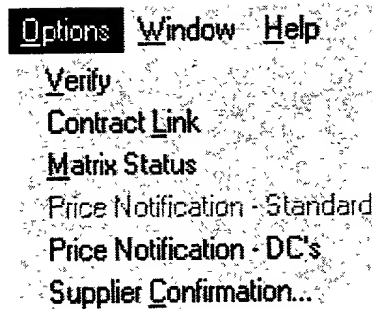 Options Window Help
Verify
Contract Link
Matrix Status
Price Notification - Standard
Price Notification - DC's
Supplier Confirmation...